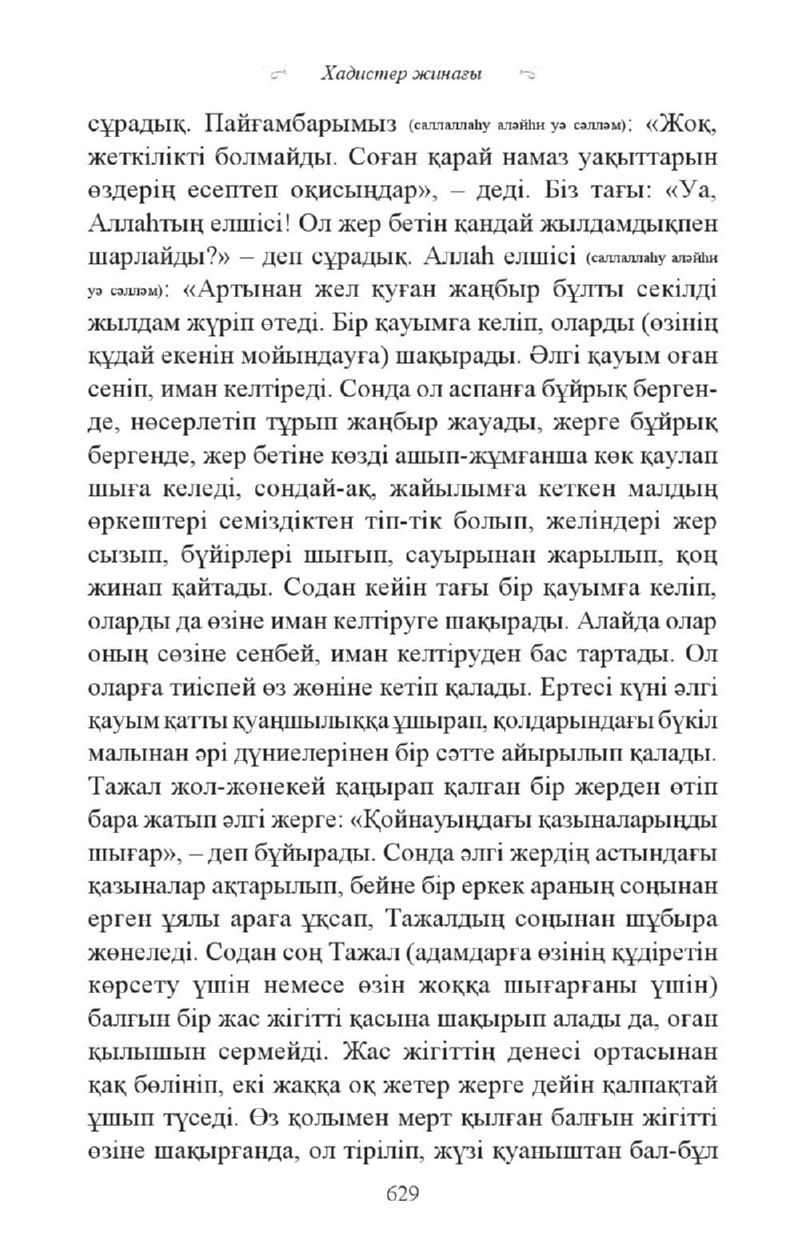 Хадистер жинағы
сұрадық. Пайғамбарымыз (саллаллаһу аләйһи уә сәлләм): «Жоқ,
жеткілікті болмайды. Соған қарай намаз уақыттарын
өздерің есептеп оқисыңдар», – деді. Біз тағы: «Уа,
Аллаһтың елшісі! Ол жер бетін қандай жылдамдықпен
шарлайды?» – деп сұрадық. Аллаһ елшісі (саллаллаһу аләйһи
уә сәлләм): «Артынан жел қуған жаңбыр бұлты секілді
жылдам жүріп өтеді. Бір қауымға келіп, оларды (өзінің
құдай екенін мойындауға) шақырады. Әлгі қауым оған
сеніп, иман келтіреді. Сонда ол аспанға бұйрық берген-
де, нөсерлетіп тұрып жаңбыр жауады, жерге бұйрық
бергенде, жер бетіне көзді ашып-жұмғанша көк қаулап
шыға келеді, сондай-ақ, жайылымға кеткен малдың
өркештері семіздіктен тіп-тік болып, желіндері жер
сызып, бүйірлері шығып, сауырынан жарылып, қоң
жинап қайтады. Содан кейін тағы бір қауымға келіп,
оларды да өзіне иман келтіруге шақырады. Алайда олар
оның сөзіне сенбей, иман келтіруден бас тартады. Ол
оларға тиіспей өз жөніне кетіп қалады. Ертесі күні әлгі
қауым қатты қуаңшылыққа ұшырап, қолдарындағы бүкіл
малынан әрі дүниелерінен бір сәтте айырылып қалады.
Тажал жол-жөнекей қаңырап қалған бір жерден өтіп
бара жатып әлгі жерге: «Қойнауыңдағы қазыналарыңды
шығар», – деп бұйырады. Сонда әлгі жердің астындағы
қазыналар ақтарылып, бейне бір еркек араның соңынан
ерген ұялы араға ұқсап, Тажалдың соңынан шұбыра
жөнеледі. Содан соң Тажал (адамдарға өзінің құдіретін
көрсету үшін немесе өзін жоққа шығарғаны үшін)
балғын бір жас жігітті қасына шақырып алады да, оған
қылышын сермейді. Жас жігіттің денесі ортасынан
қақ бөлініп, екі жаққа оқ жетер жерге дейін қалпақтай
ұшып түседі. Өз қолымен мерт қылған балғын жігітті
өзіне шақырғанда, ол тіріліп, жүзі қуаныштан бал-бұл
629